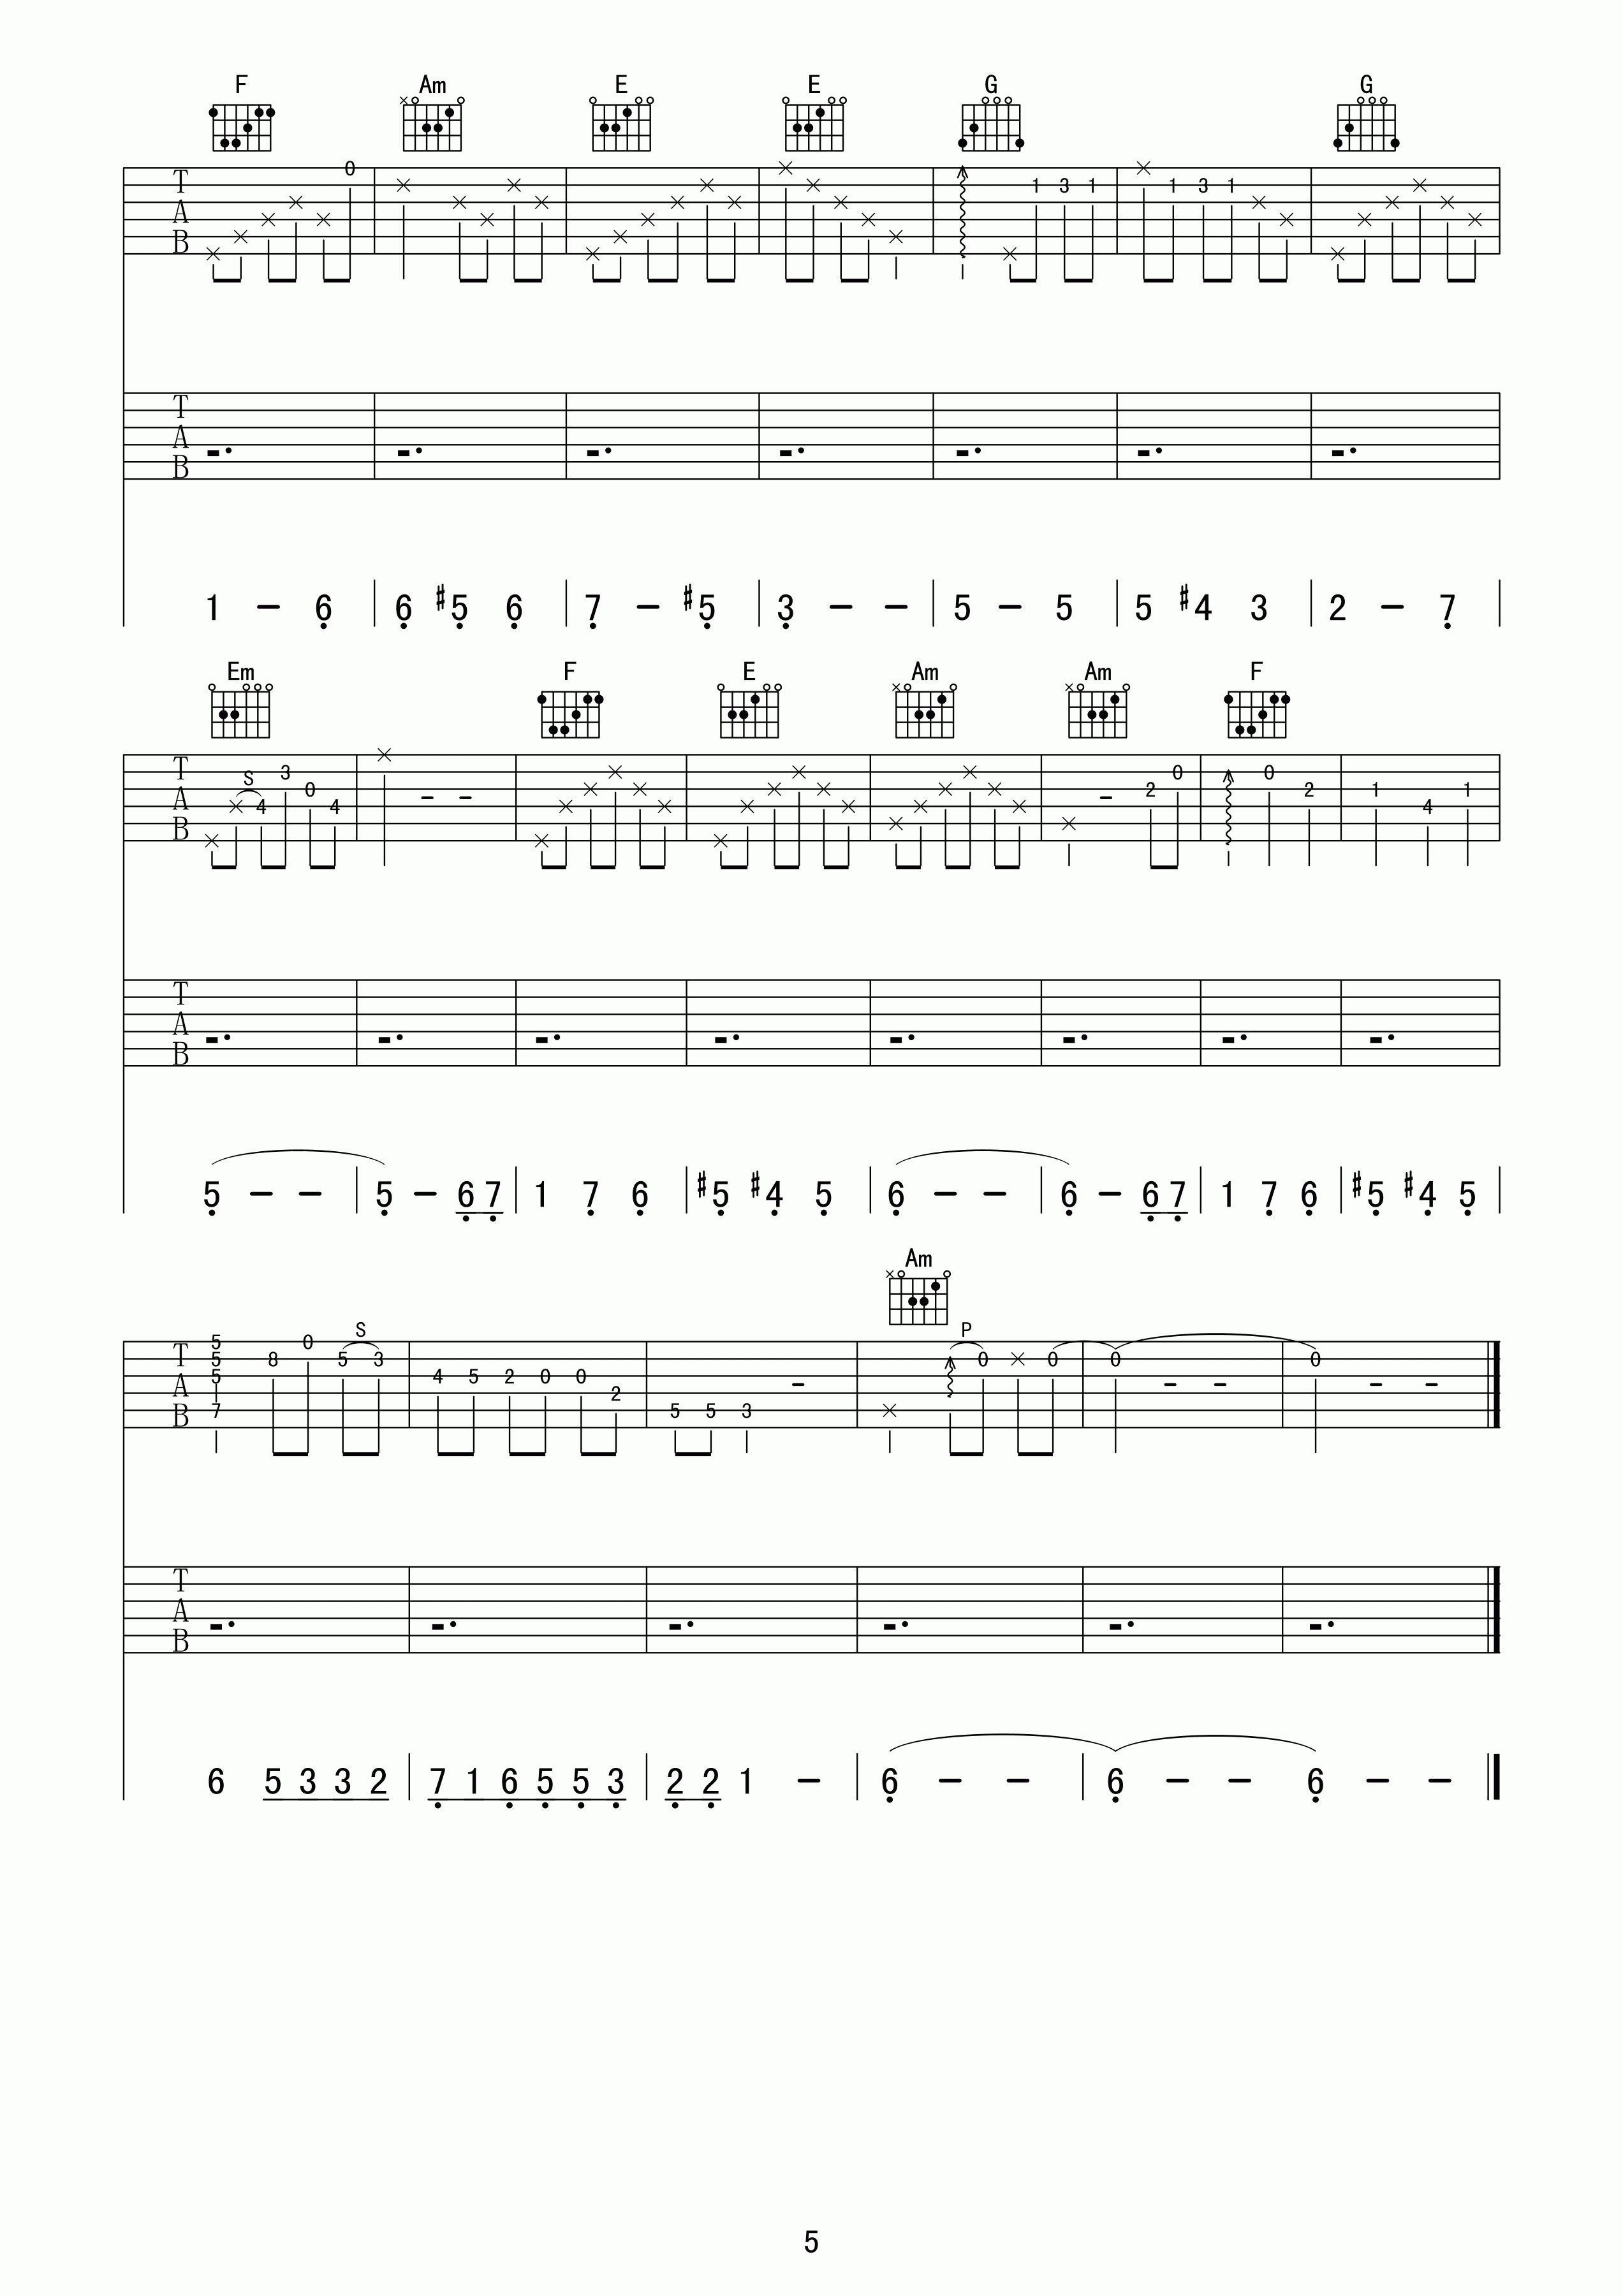 F Am E E G G
T 0
A 1 3 1 1 3 1
B
T
A
B
1 – 6 | 6 #5 6 | 7 – #5 | 3 – – | 5 – 5 | 5 #4 3 | 2 – 7 |
Em F E Am Am F
T S 3 0 0
A 4 0 4 2 2 1 4 1
B
T
A
B
5 – – | 5 – 6 7 | 1 7 6 | #5 #4 5 | 6 – – | 6 – 6 7 | 1 7 6 | #5 #4 5 |
Am
5 0 S P
T 5 8 5 3 0 0 0 0
5 4 5 2 0 0
A 2
B 7 5 5 3
T
A
B
6 5 3 3 2 | 7 1 6 5 5 3 | 2 2 1 – | 6 – – | 6 – – 6 – –
5